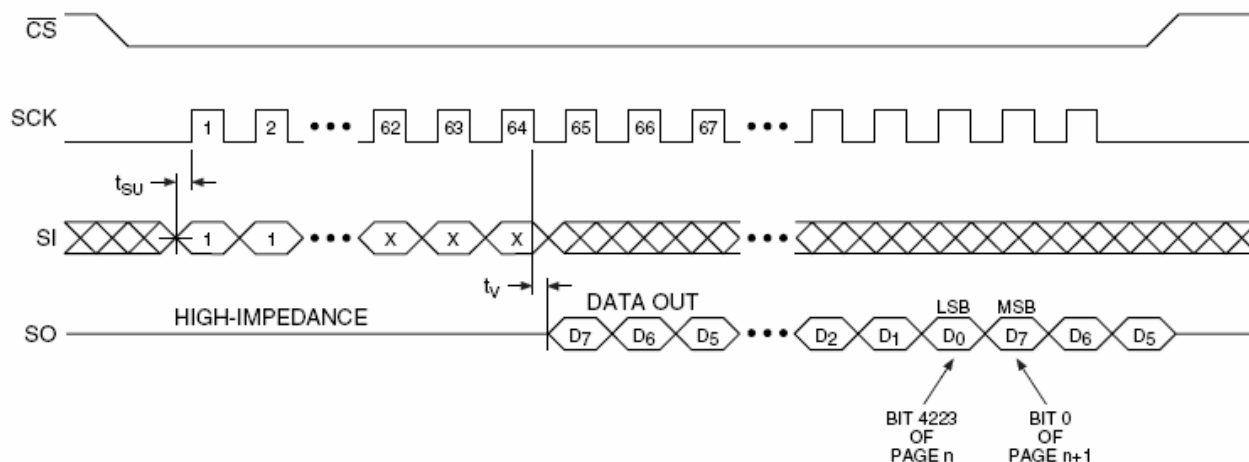 CS
SCK
1 2 ••• 62 63 64 65 66 67 •••
tSU
SI
1 1 ••• X X X •••
tV
DATA OUT
HIGH-IMPEDANCE
LSB MSB
SO
D7 D6 D5 ••• D2 D1 D0 D7 D6 D5
BIT 4223
OF
PAGE n
BIT 0
OF
PAGE n+1